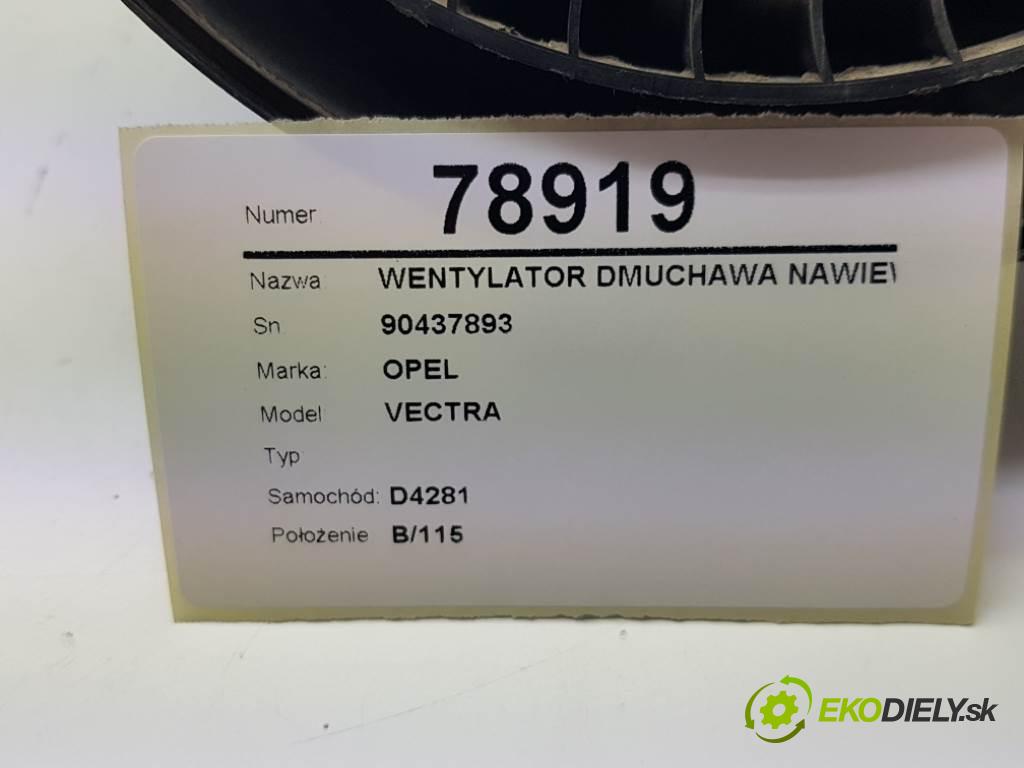 Numer: 78919
Nazwa: WENTYLATOR DMUCHAWA NAWIE
Sn 90437893
Marka: OPEL
Model VECTRA
Typ
Samochód: D4281
Położenie B/115
EKODIELY.sk